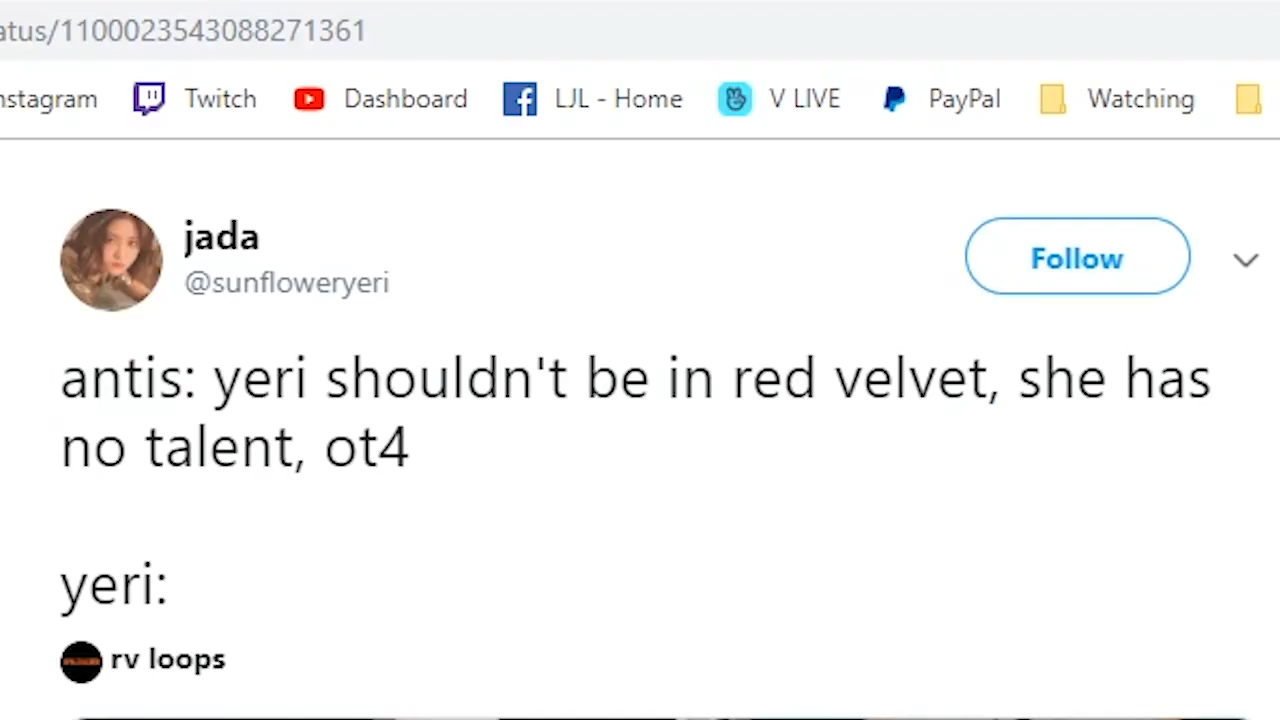 atus/1100023543088271361
nstagram Twitch Dashboard LJL - Home V LIVE PayPal Watching
jada
@sunfloweryeri
Follow
antis: yeri shouldn't be in red velvet, she has
no talent, ot4
yeri:
rv loops